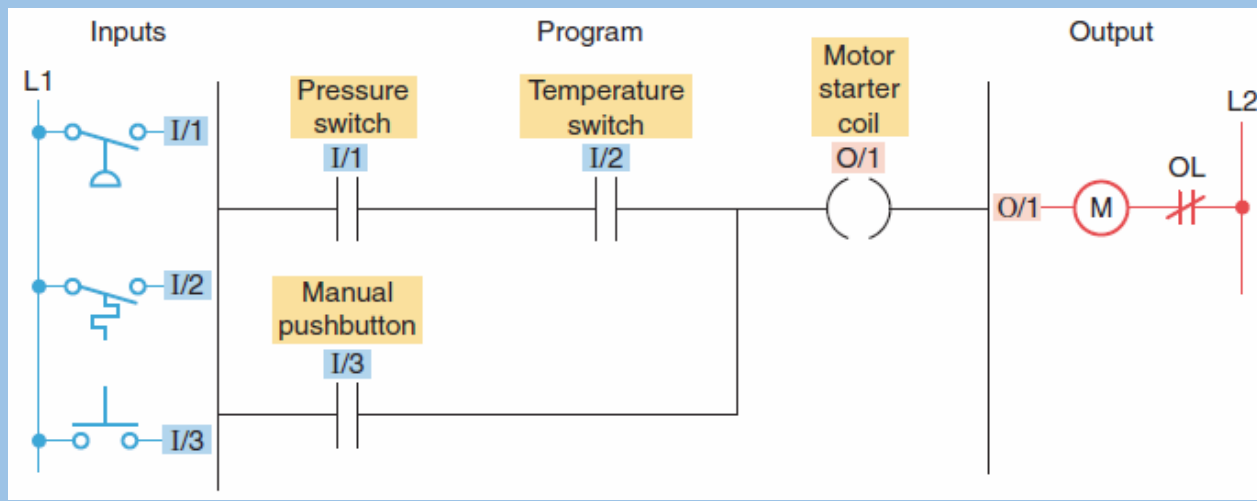 Inputs
Program
Output
L1
Pressure
switch
I/1
Temperature
switch
I/2
Motor
starter
coil
O/1
L2
I/1
OL
O/1
M
I/2
Manual
pushbutton
I/3
I/3